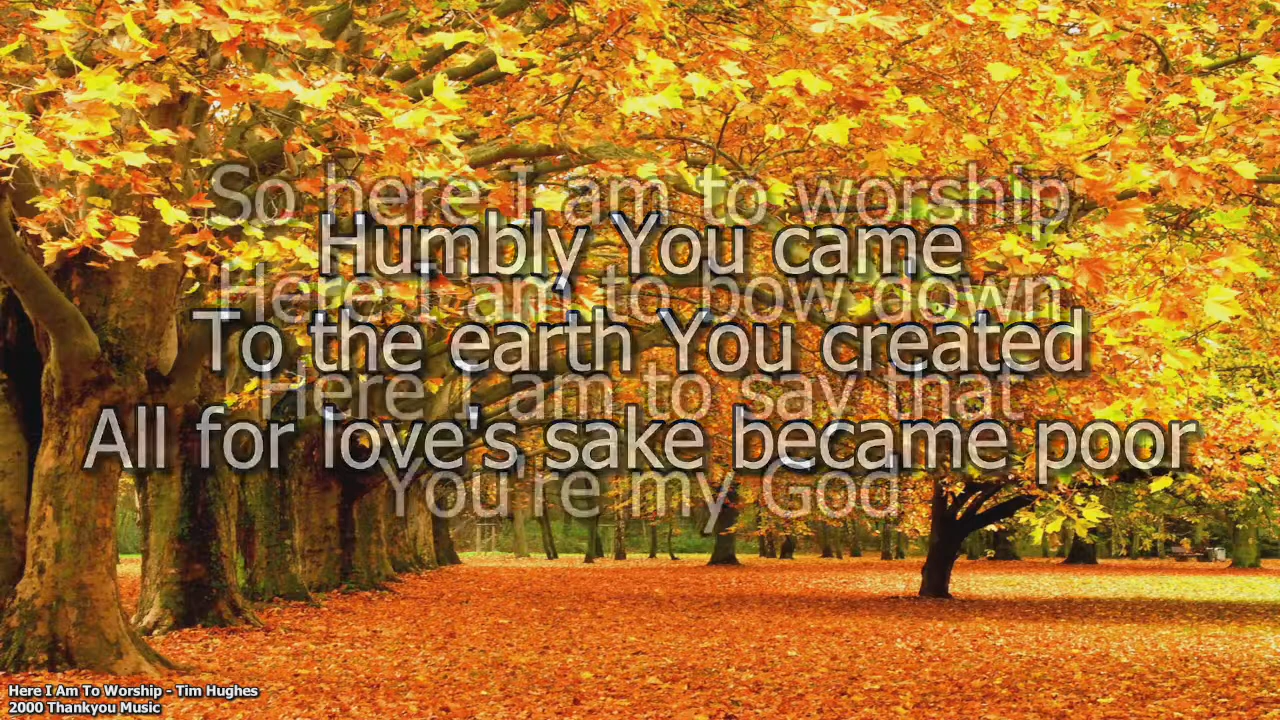 So here I am to worship
Humbly You came
Here I am to bow down
To the earth You created
Here I am to say that
All for love's sake became poor
You're my God
Here I Am To Worship - Tim Hughes
2000 Thankyou Music